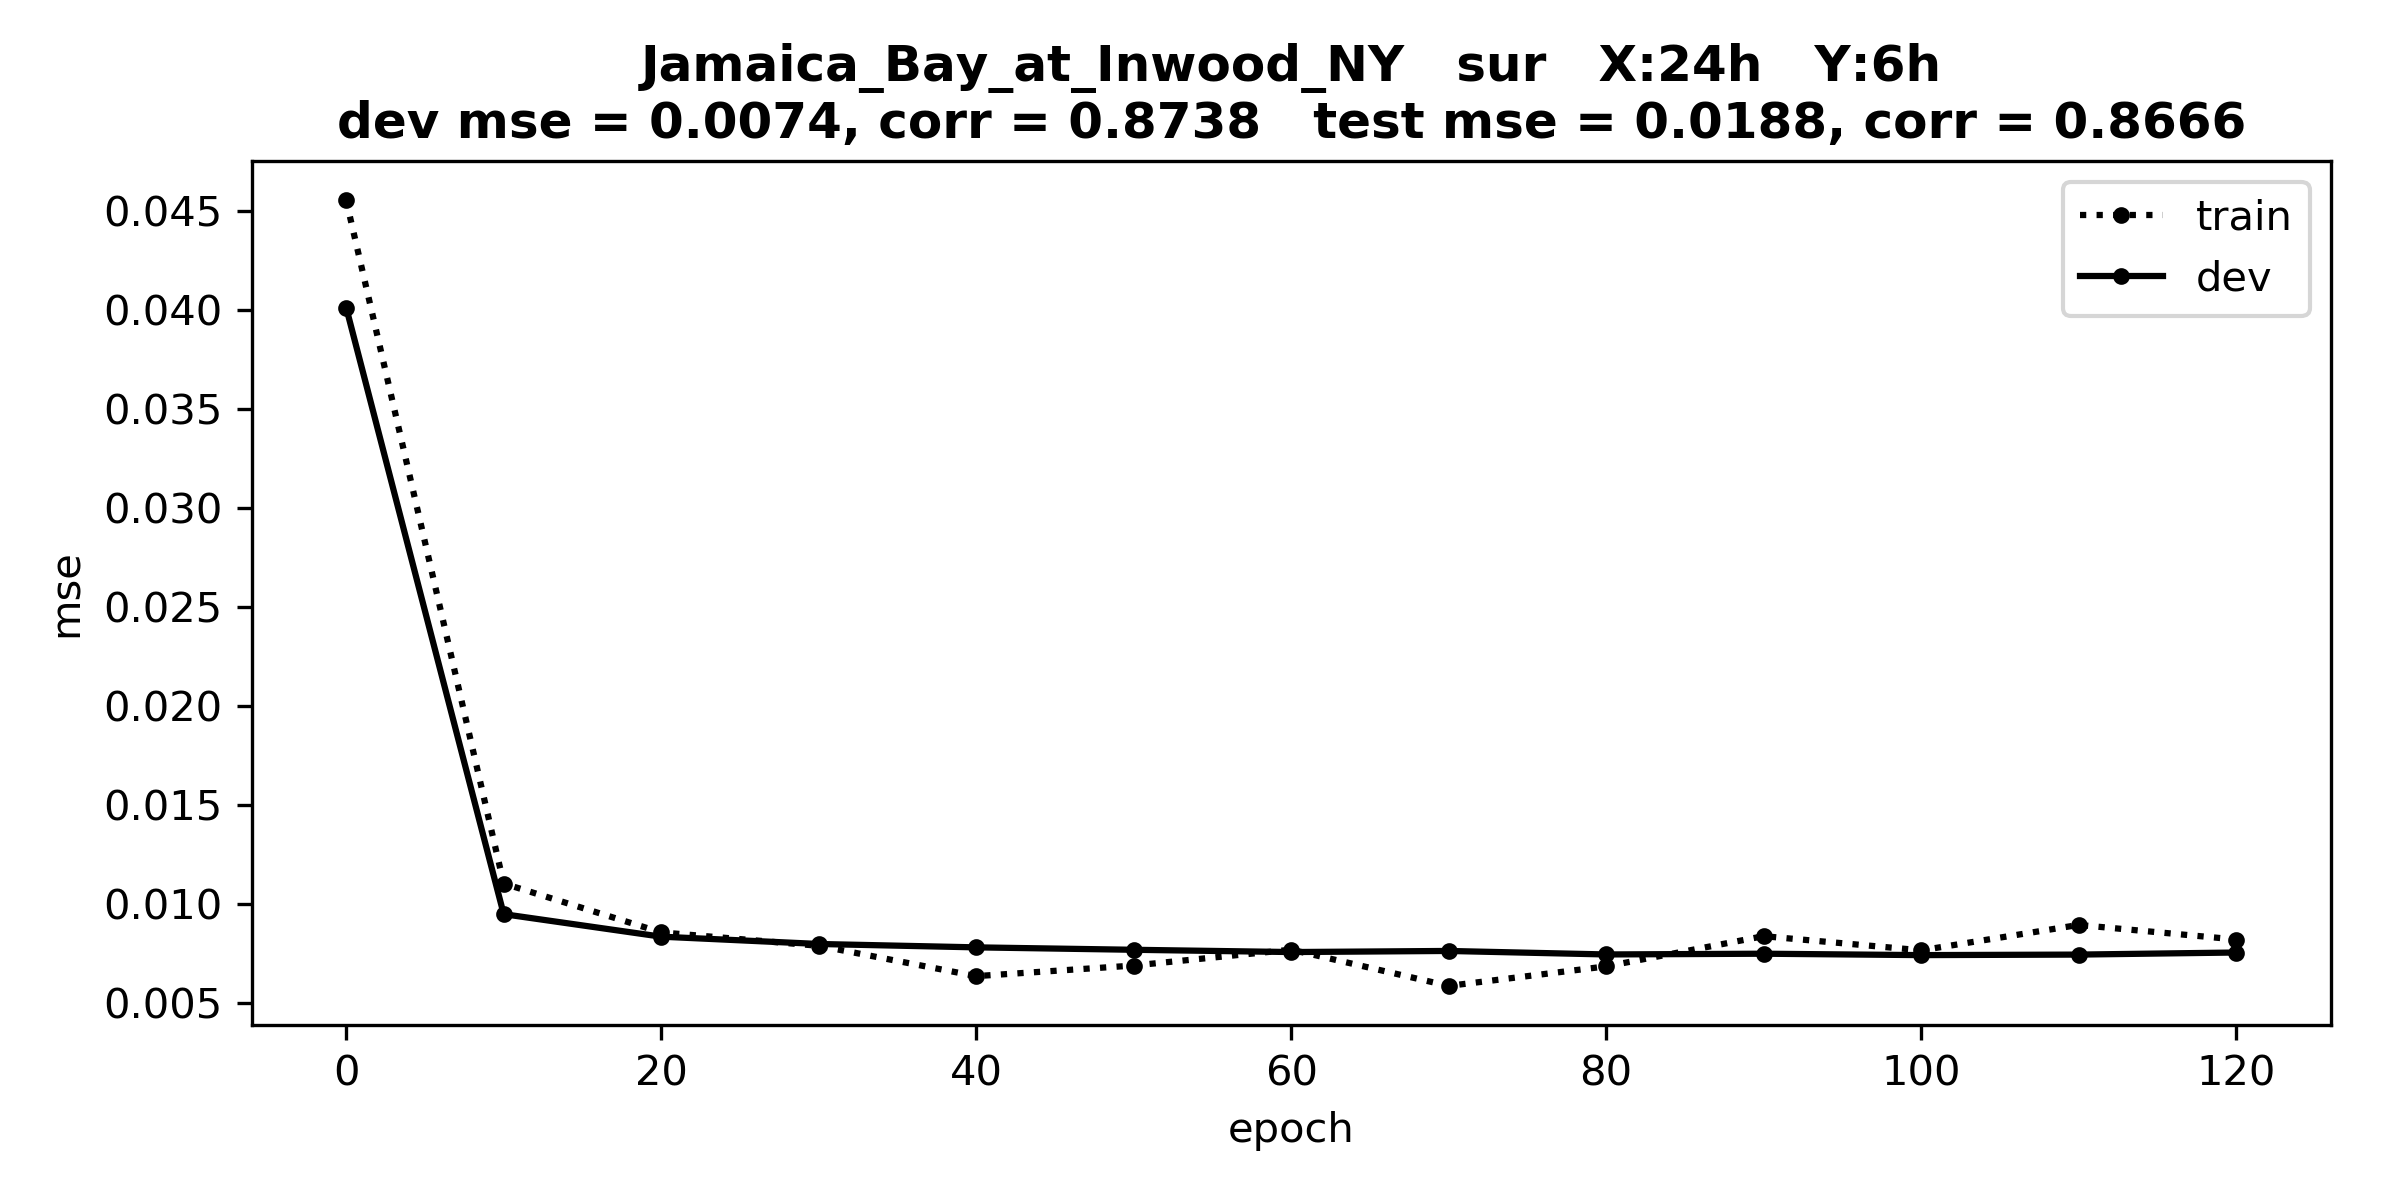 Jamaica_Bay_at_Inwood_NY   sur   X:24h   Y:6h
dev mse = 0.0074, corr = 0.8738   test mse = 0.0188, corr = 0.8666
train
dev
0.045
0.040
0.035
0.030
0.025
0.020
0.015
0.010
0.005
mse
0 20 40 60 80 100 120
epoch